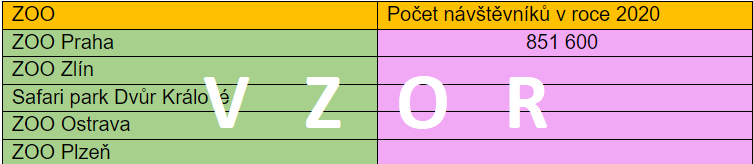 ZOO Počet návštěvníků v roce 2020
ZOO Praha 851 600
ZOO Zlín
Safari park Dvůr Králové
ZOO Ostrava
ZOO Plzeň
VZOR